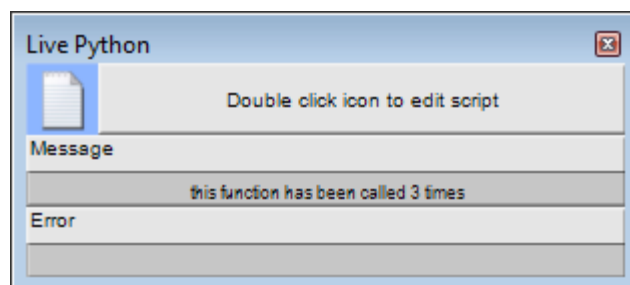 Live Python
Double click icon to edit script
Message
this function has been called 3 times
Error